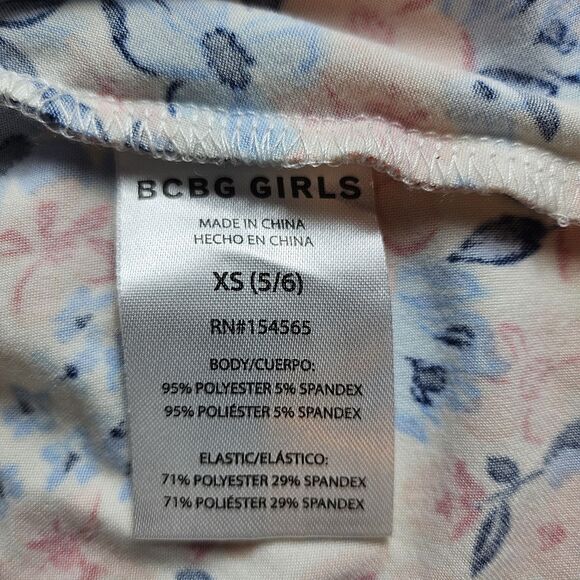 BCBG GIRLS
MADE IN CHINA
HECHO EN CHINA
XS (5/6)
RN#154565
BODY/CUERPO:
95% POLYESTER 5% SPANDEX
95% POLIÉSTER 5% SPANDEX
ELASTIC/ELÁSTICO:
71% POLYESTER 29% SPANDEX
71% POLIÉSTER 29% SPANDEX